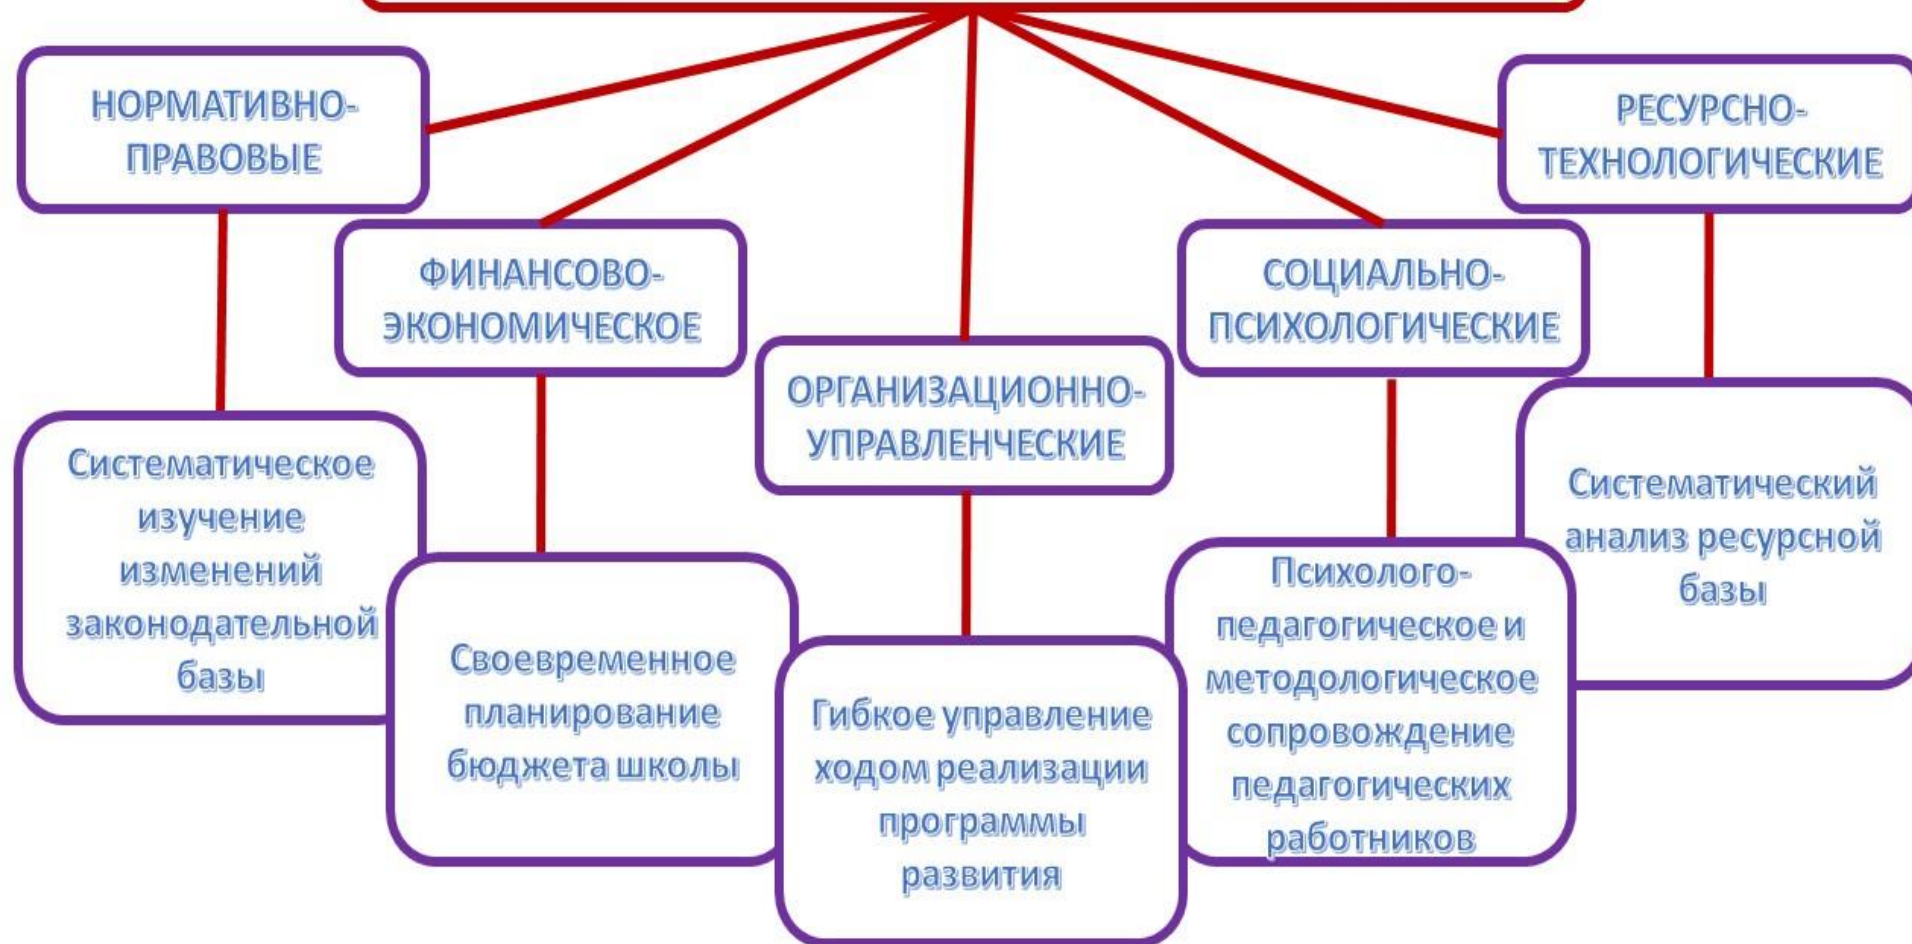 НОРМАТИВНО-
ПРАВОВЫЕ
РЕСУРСНО-
ТЕХНОЛОГИЧЕСКИЕ
ФИНАНСОВО-
ЭКОНОМИЧЕСКОЕ
СОЦИАЛЬНО-
ПСИХОЛОГИЧЕСКИЕ
ОРГАНИЗАЦИОННО-
УПРАВЛЕНЧЕСКИЕ
Систематическое
изучение
изменений
законодательной
базы
Своевременное
планирование
бюджета школы
Гибкое управление
ходом реализации
программы
развития
Психолого-
педагогическое и
методологическое
сопровождение
педагогических
работников
Систематический
анализ ресурсной
базы